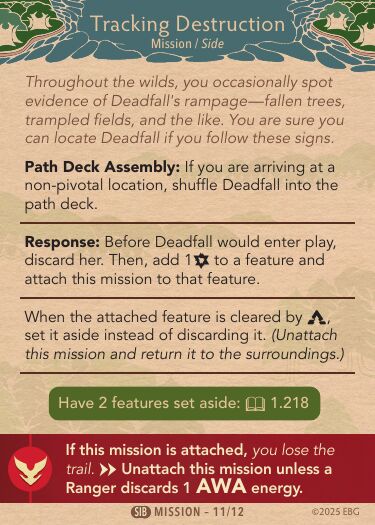 Tracking Destruction
Mission / Side
Throughout the wilds, you occasionally spot
evidence of Deadfall's rampage—fallen trees,
trampled fields, and the like. You are sure you
can locate Deadfall if you follow these signs.
Path Deck Assembly: If you are arriving at a
non-pivotal location, shuffle Deadfall into the
path deck.
Response: Before Deadfall would enter play,
discard her. Then, add 1 to a feature and
attach this mission to that feature.
When the attached feature is cleared by ,
set it aside instead of discarding it. (Unattach
this mission and return it to the surroundings.)
Have 2 features set aside: 1.218
If this mission is attached, you lose the
trail. Unattach this mission unless a
Ranger discards 1 AWA energy.
SIB MISSION - 11/12
©2025 EBG